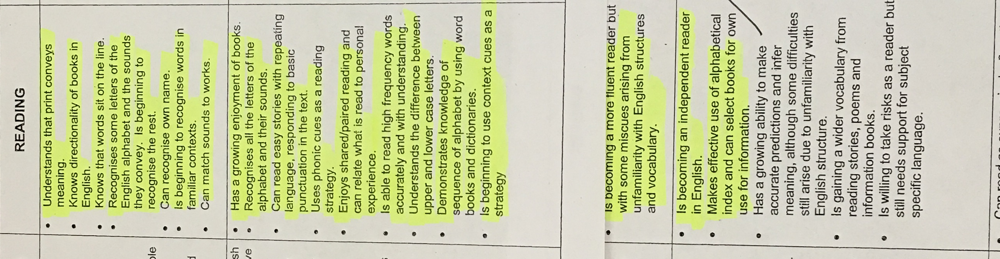 READING
• Understands that print conveys
meaning.
• Knows directionality of books in
English.
• Knows that words sit on the line.
• Recognises some letters of the
English alphabet and the sounds
they convey. Is beginning to
recognise the rest.
• Can recognise own name.
• Is beginning to recognise words in
familiar contexts.
• Can match sounds to works.
• Has a growing enjoyment of books.
• Recognises all the letters of the
alphabet and their sounds.
• Can read easy stories with repeating
language, responding to basic
punctuation in the text.
• Uses phonic cues as a reading
strategy.
• Enjoys shared/paired reading and
can relate what is read to personal
experience.
• Is able to read high frequency words
accurately and with understanding.
• Understands the difference between
upper and lower case letters.
• Demonstrates knowledge of
sequence of alphabet by using word
books and dictionaries.
• Is beginning to use context cues as a
strategy
• Is becoming a more fluent reader but
with some miscues arising from
unfamiliarity with English structures
and vocabulary.
• Is becoming an independent reader
in English.
• Makes effective use of alphabetical
index and can select books for own
use for information.
• Has a growing ability to make
accurate predictions and infer
meaning, although some difficulties
still arise due to unfamiliarity with
English structure.
• Is gaining a wider vocabulary from
reading stories, poems and
information books.
• Is willing to take risks as a reader but
still needs support for subject
specific language.